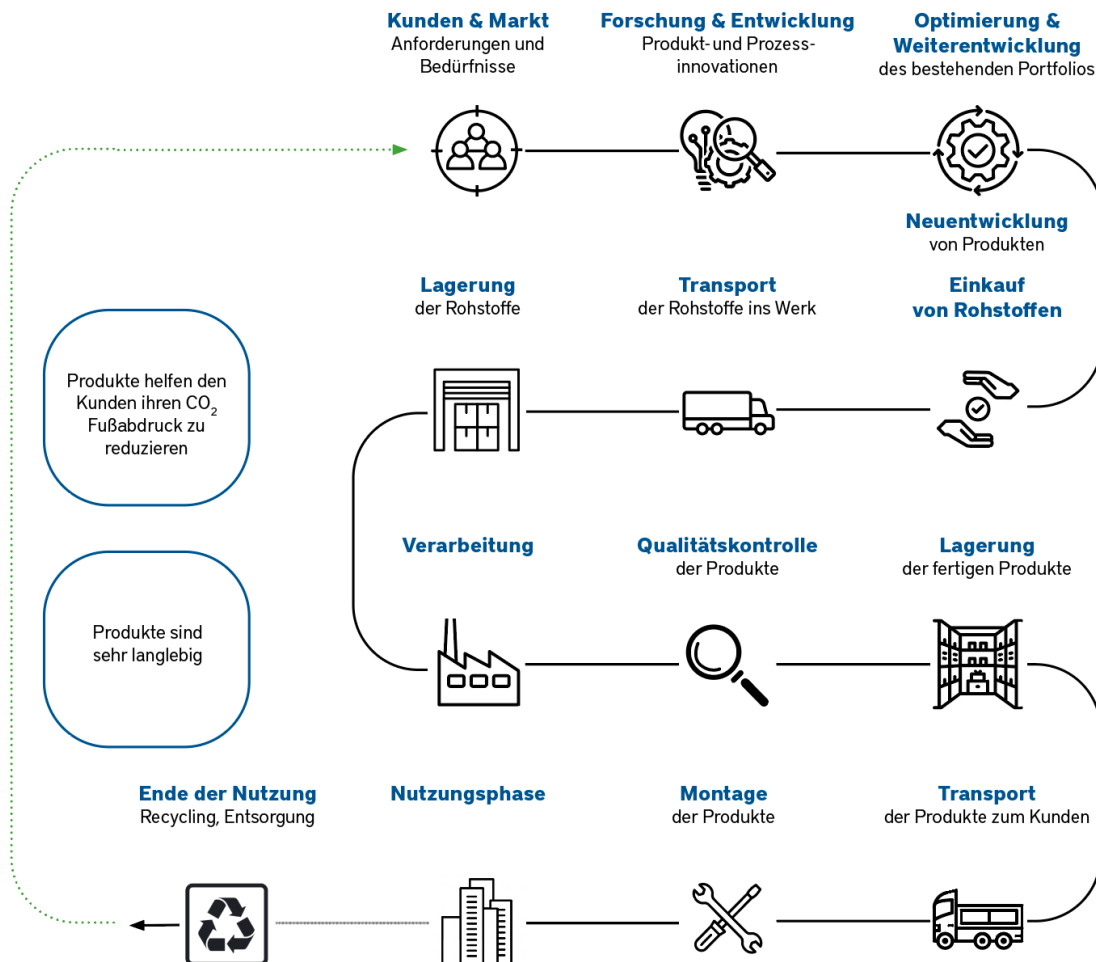 Kunden & Markt
Anforderungen und
Bedürfnisse
Forschung & Entwicklung
Produkt- und Prozess-
innovationen
Optimierung &
Weiterentwicklung
des bestehenden Portfolios
Neuentwicklung
von Produkten
Lagerung
der Rohstoffe
Transport
der Rohstoffe ins Werk
Einkauf
von Rohstoffen
Produkte helfen den
Kunden ihren CO₂
Fußabdruck zu
reduzieren
Verarbeitung
Qualitätskontrolle
der Produkte
Lagerung
der fertigen Produkte
Produkte sind
sehr langlebig
Ende der Nutzung
Recycling, Entsorgung
Nutzungsphase
Montage
der Produkte
Transport
der Produkte zum Kunden